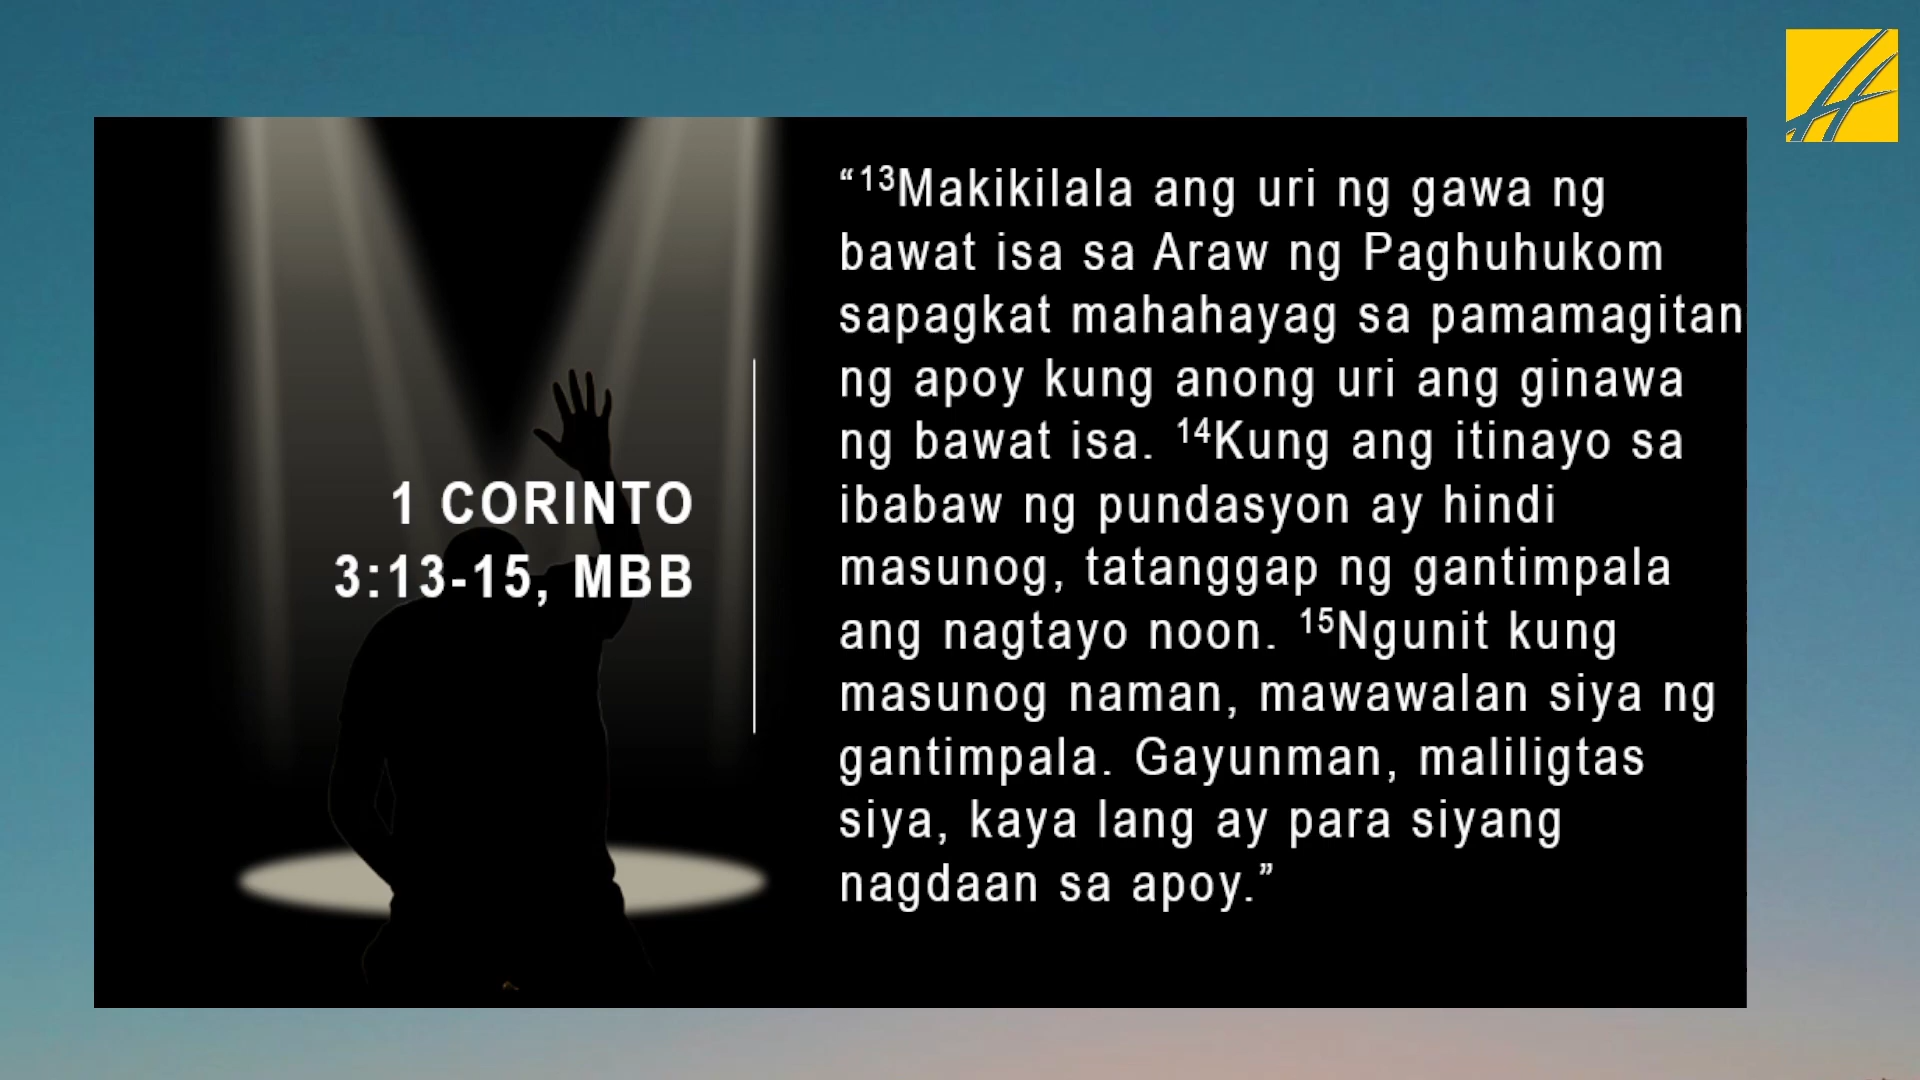 1 CORINTO
3:13-15, MBB
“¹³Makikilala ang uri ng gawa ng
bawat isa sa Araw ng Paghuhukom
sapagkat mahahayag sa pamamagitan
ng apoy kung anong uri ang ginawa
ng bawat isa. ¹⁴Kung ang itinayo sa
ibabaw ng pundasyon ay hindi
masunog, tatanggap ng gantimpala
ang nagtayo noon. ¹⁵Ngunit kung
masunog naman, mawawalan siya ng
gantimpala. Gayunman, maliligtas
siya, kaya lang ay para siyang
nagdaan sa apoy.”